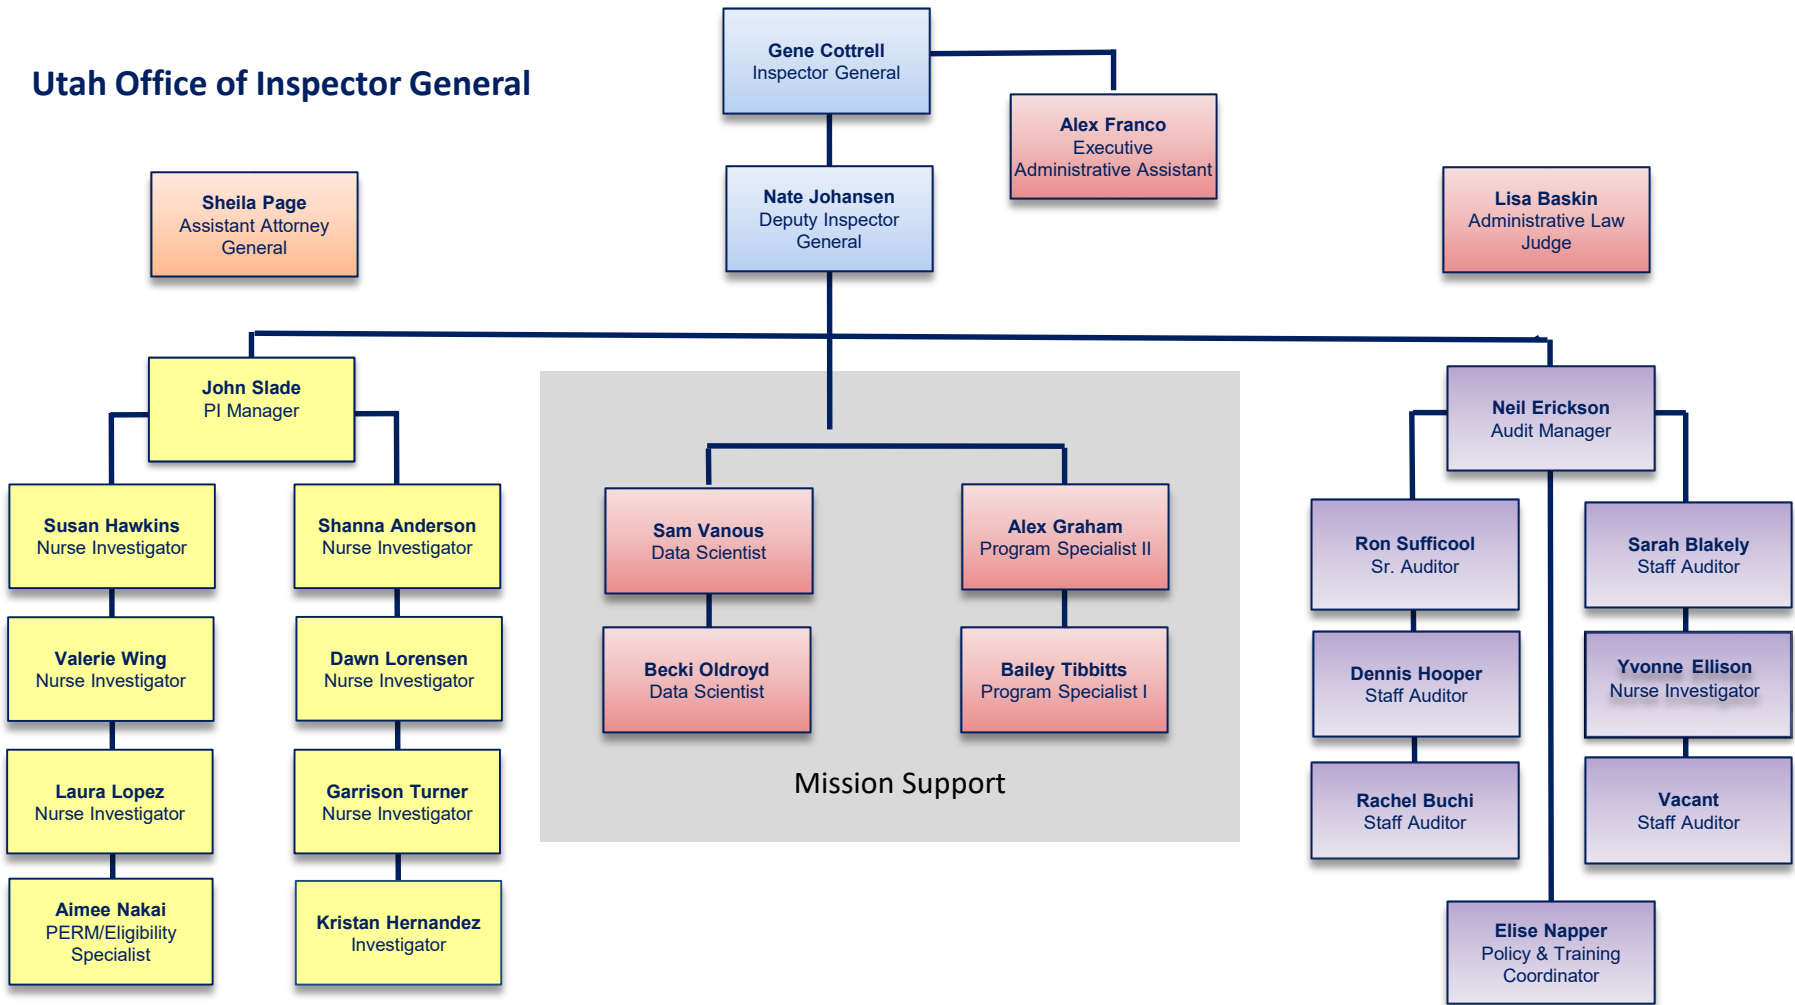 Utah Office of Inspector General
Gene Cottrell
Inspector General
Alex Franco
Executive
Administrative Assistant
Sheila Page
Assistant Attorney
General
Nate Johansen
Deputy Inspector
General
Lisa Baskin
Administrative Law
Judge
John Slade
PI Manager
Susan Hawkins
Nurse Investigator
Valerie Wing
Nurse Investigator
Laura Lopez
Nurse Investigator
Aimee Nakai
PERM/Eligibility
Specialist
Shanna Anderson
Nurse Investigator
Dawn Lorensen
Nurse Investigator
Garrison Turner
Nurse Investigator
Kristan Hernandez
Investigator
Sam Vanous
Data Scientist
Becki Oldroyd
Data Scientist
Alex Graham
Program Specialist II
Bailey Tibbitts
Program Specialist I
Mission Support
Neil Erickson
Audit Manager
Ron Sufficool
Sr. Auditor
Dennis Hooper
Staff Auditor
Rachel Buchi
Staff Auditor
Sarah Blakely
Staff Auditor
Yvonne Ellison
Nurse Investigator
Vacant
Staff Auditor
Elise Napper
Policy & Training
Coordinator